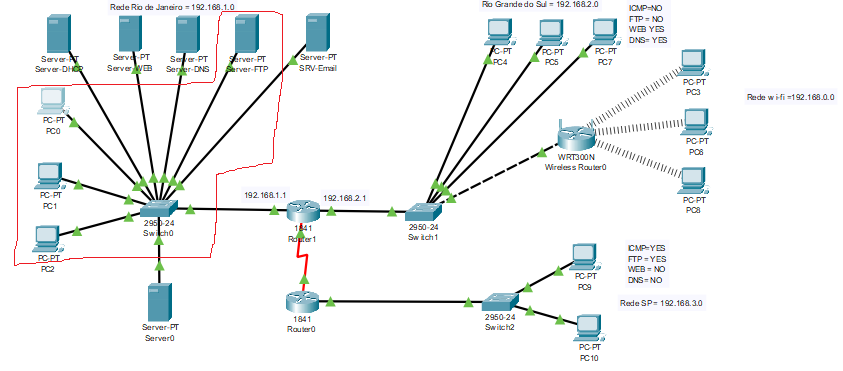 Rede Rio de Janeiro = 192.168.1.0
Server-PT
Server-DHCP
Server-PT
Server-WEB
Server-PT
Server-DNS
Server-PT
Server-FTP
Server-PT
SRV-Email
PC-PT
PC0
PC-PT
PC1
PC-PT
PC2
2950-24
Switch0
Server-PT
Server0
192.168.1.1
192.168.2.1
1841
Router1
1841
Router0
Rio Grande do Sul = 192.168.2.0
ICMP=NO
FTP = NO
WEB YES
DNS= YES
PC-PT
PC4
PC-PT
PC5
PC-PT
PC7
PC-PT
PC3
Rede wi-fi =192.168.0.0
PC-PT
PC6
WRT300N
Wireless Router0
PC-PT
PC8
2950-24
Switch1
ICMP=YES
FTP = YES
WEB = NO
DNS= NO
PC-PT
PC9
Rede SP = 192.168.3.0
2950-24
Switch2
PC-PT
PC10